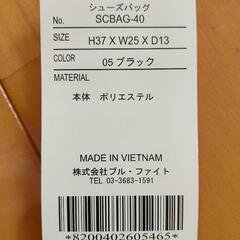 シューズバッグ
No. SCBAG-40
SIZE H37 X W25 X D13
COLOR 05 ブラック
MATERIAL
本体 ポリエステル
MADE IN VIETNAM
株式会社ブル・ファイト
TEL 03-3683-1591
*8200402605465*